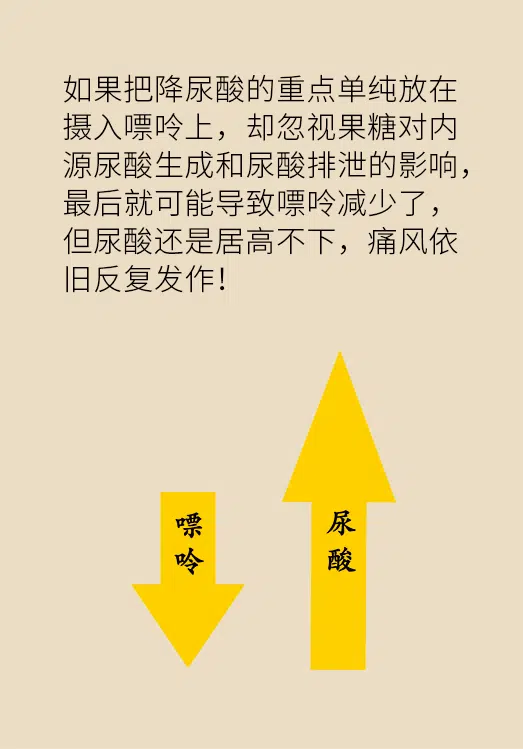 如果把降尿酸的重点单纯放在
摄入嘌呤上，却忽视果糖对内
源尿酸生成和尿酸排泄的影响，
最后就可能导致嘌呤减少了，
但尿酸还是居高不下，痛风依
旧反复发作！
嘌呤
尿酸